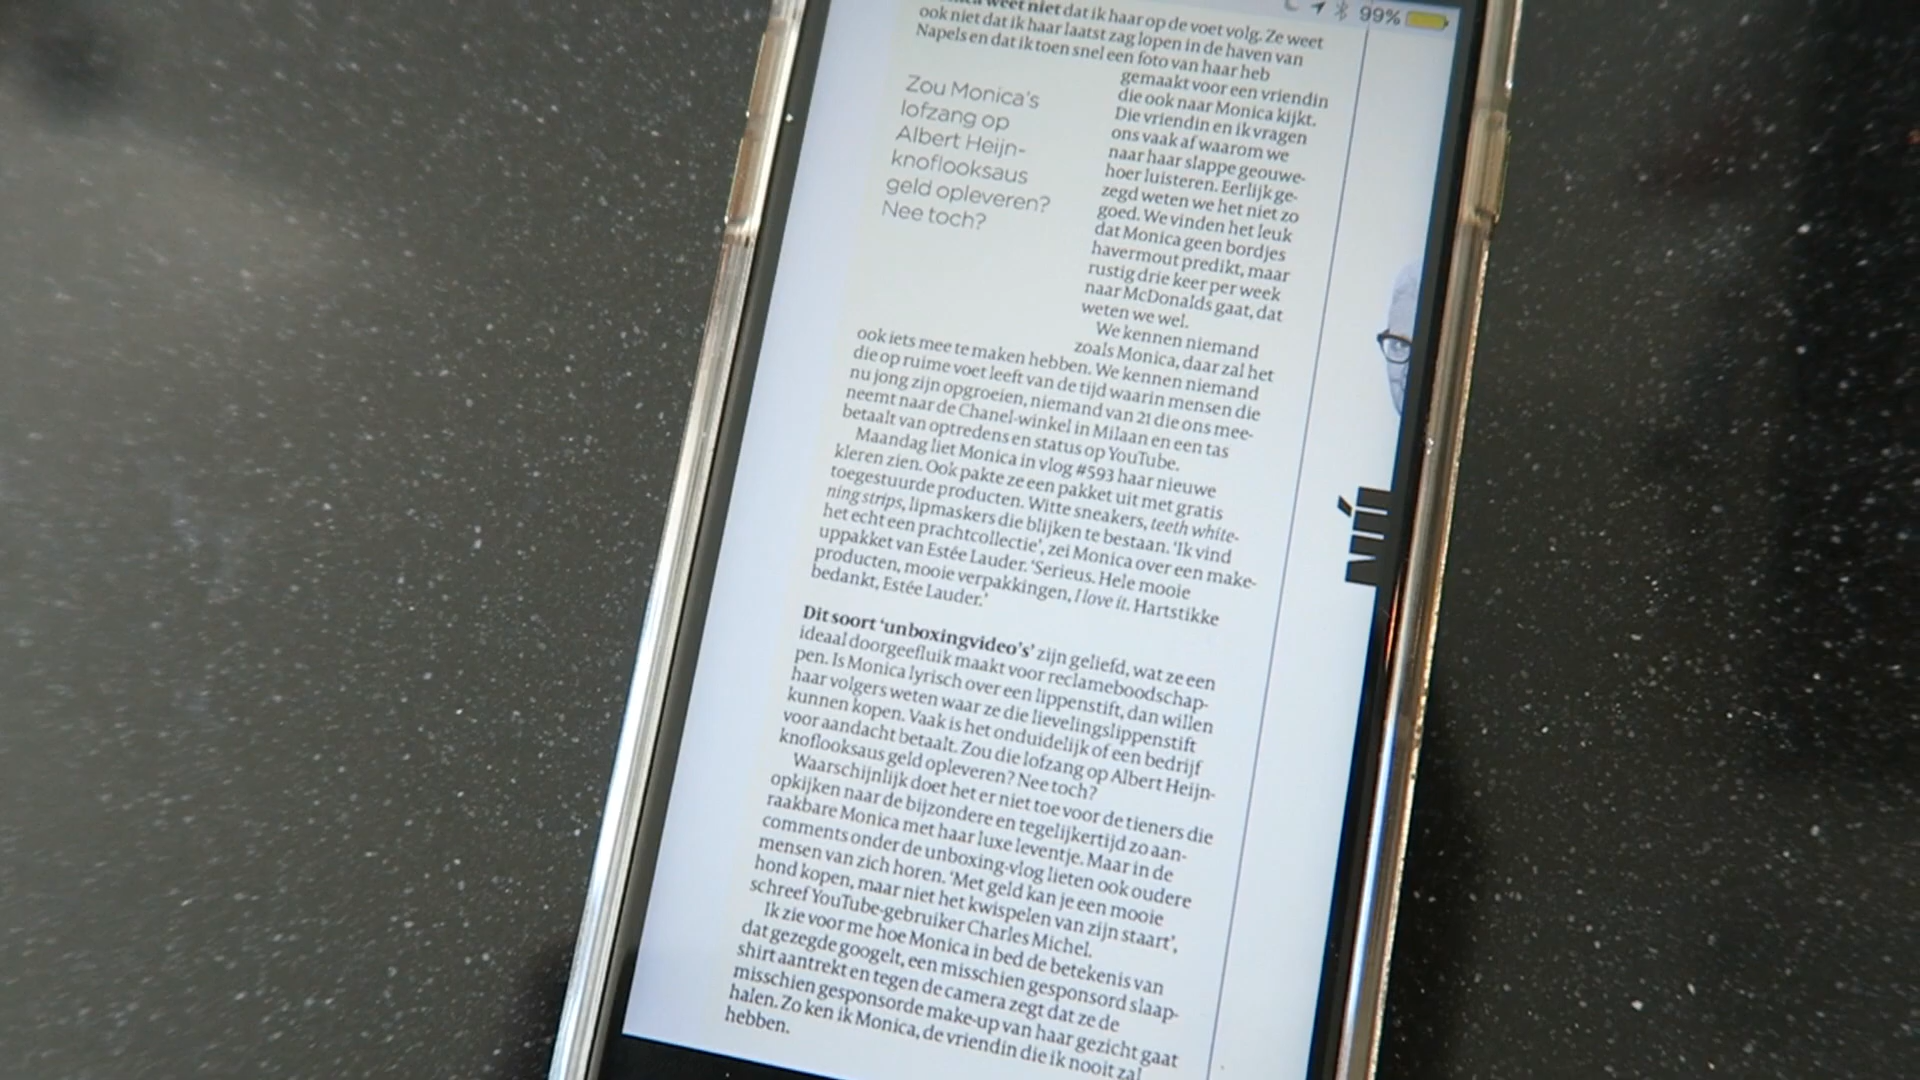 99%
weet niet dat ik haar op de voet volg. Ze weet
ook niet dat ik haar laatst zag lopen in de haven van
Napels en dat ik toen snel een foto van haar heb
gemaakt voor een vriendin
die ook naar Monica kijkt.
Die vriendin en ik vragen
ons vaak af waarom we
naar haar slappe geouwe-
hoer luisteren. Eerlijk ge-
zegd weten we het niet zo
goed. We vinden het leuk
dat Monica geen bordjes
havermout predikt, maar
rustig drie keer per week
naar McDonalds gaat, dat
weten we wel.
Zou Monica's
lofzang op
Albert Heijn-
knoflooksaus
geld opleveren?
Nee toch?
We kennen niemand
zoals Monica, daar zal het
ook iets mee te maken hebben. We kennen niemand
die op ruime voet leeft van de tijd waarin mensen die
nu jong zijn opgroeien, niemand van 21 die ons mee-
neemt naar de Chanel-winkel in Milaan en een tas
betaalt van optredens en status op YouTube.
Maandag liet Monica in vlog #593 haar nieuwe
kleren zien. Ook pakte ze een pakket uit met gratis
toegestuurde producten. Witte sneakers, teeth white-
ning strips, lipmaskers die blijken te bestaan. 'Ik vind
het echt een prachtcollectie', zei Monica over een make-
uppakket van Estée Lauder. 'Serieus. Hele mooie
producten, mooie verpakkingen, I love it. Hartstikke
bedankt, Estée Lauder.'
Dit soort 'unboxingvideo's' zijn geliefd, wat ze een
ideaal doorgeefluik maakt voor reclameboodschap-
pen. Is Monica lyrisch over een lippenstift, dan willen
haar volgers weten waar ze die lievelingslippenstift
kunnen kopen. Vaak is het onduidelijk of een bedrijf
voor aandacht betaalt. Zou die lofzang op Albert Heijn-
knoflooksaus geld opleveren? Nee toch?
Waarschijnlijk doet het er niet toe voor de tieners die
opkijken naar de bijzondere en tegelijkertijd zo aan-
raakbare Monica met haar luxe leventje. Maar in de
comments onder de unboxing-vlog lieten ook oudere
mensen van zich horen. 'Met geld kan je een mooie
hond kopen, maar niet het kwispelen van zijn staart',
schreef YouTube-gebruiker Charles Michel.
Ik zie voor me hoe Monica in bed de betekenis van
dat gezegde googelt, een misschien gesponsord slaap-
shirt aantrekt en tegen de camera zegt dat ze de
misschien gesponsorde make-up van haar gezicht gaat
halen. Zo ken ik Monica, de vriendin die ik nooit zal
hebben.